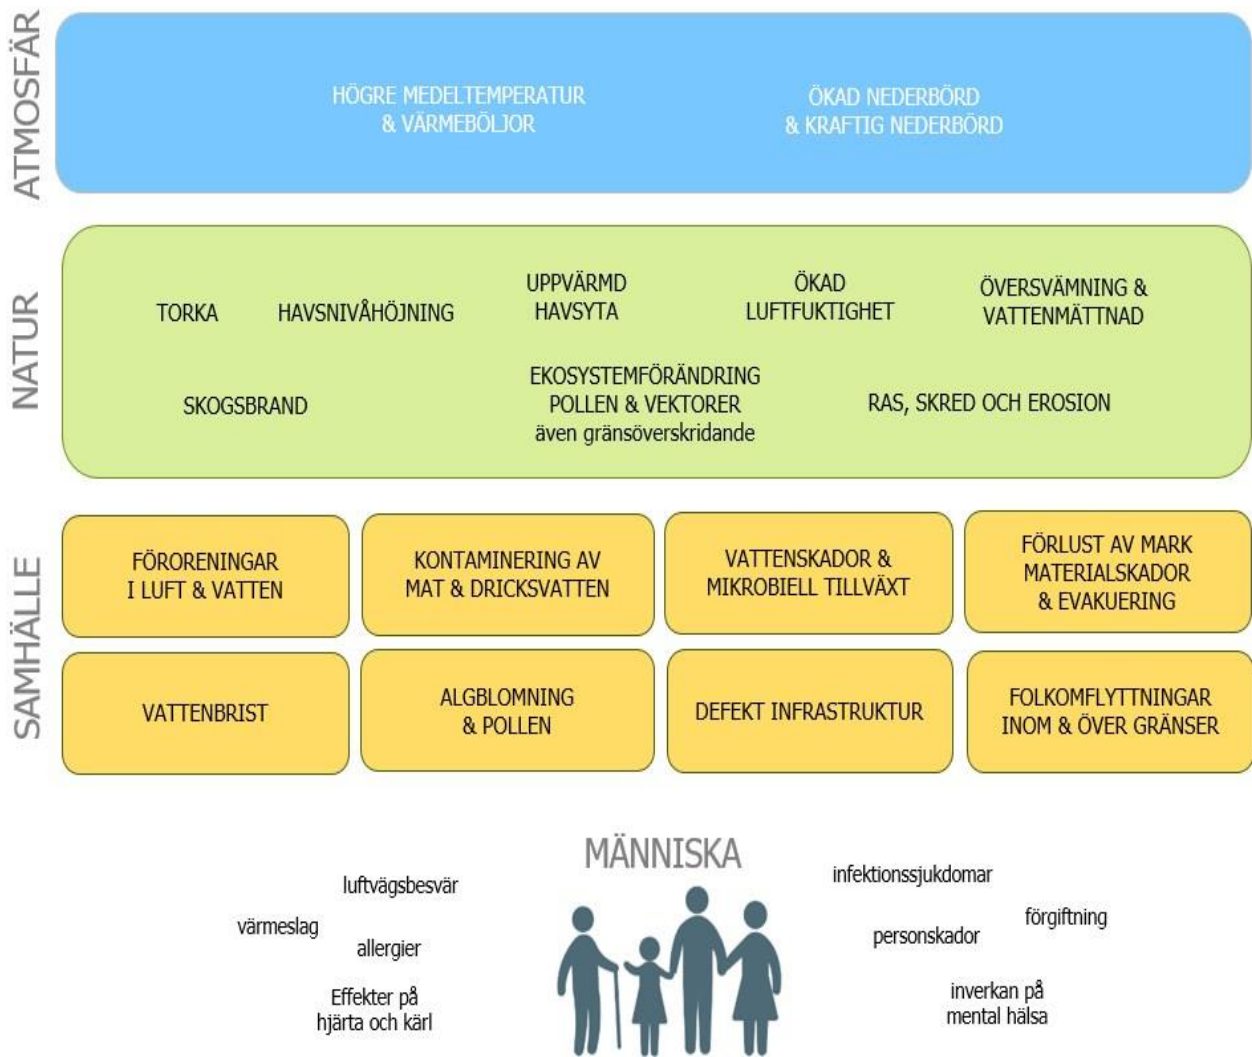 ATMOSFÄR
HÖGRE MEDELTEMPERATUR
& VÄRMEBÖLJOR
ÖKAD NEDERBÖRD
& KRAFTIG NEDERBÖRD
NATUR
TORKA
HAVSNIVÅHÖJNING
UPPVÄRMD
HAVSYTA
ÖKAD
LUFTFUKTIGHET
ÖVERSVÄMNING &
VATTENMÄTTNAD
SKOGSBRAND
EKOSYSTEMFÖRÄNDRING
POLLEN & VEKTORER
även gränsöverskridande
RAS, SKRED OCH EROSION
SAMHÄLLE
FÖRORENINGAR
I LUFT & VATTEN
KONTAMINERING AV
MAT & DRICKSVATTEN
VATTENSKADOR &
MIKROBIELL TILLVÄXT
FÖRLUST AV MARK
MATERIALSKADOR
& EVAKUERING
VATTENBRIST
ALGBLOMNING
& POLLEN
DEFEKT INFRASTRUKTUR
FOLKOMFLYTTNINGAR
INOM & ÖVER GRÄNSER
MÄNNISKA
luftvägsbesvär
värmeslag
allergier
Effekter på
hjärta och kärl
infektionssjukdomar
förgiftning
personskador
inverkan på
mental hälsa